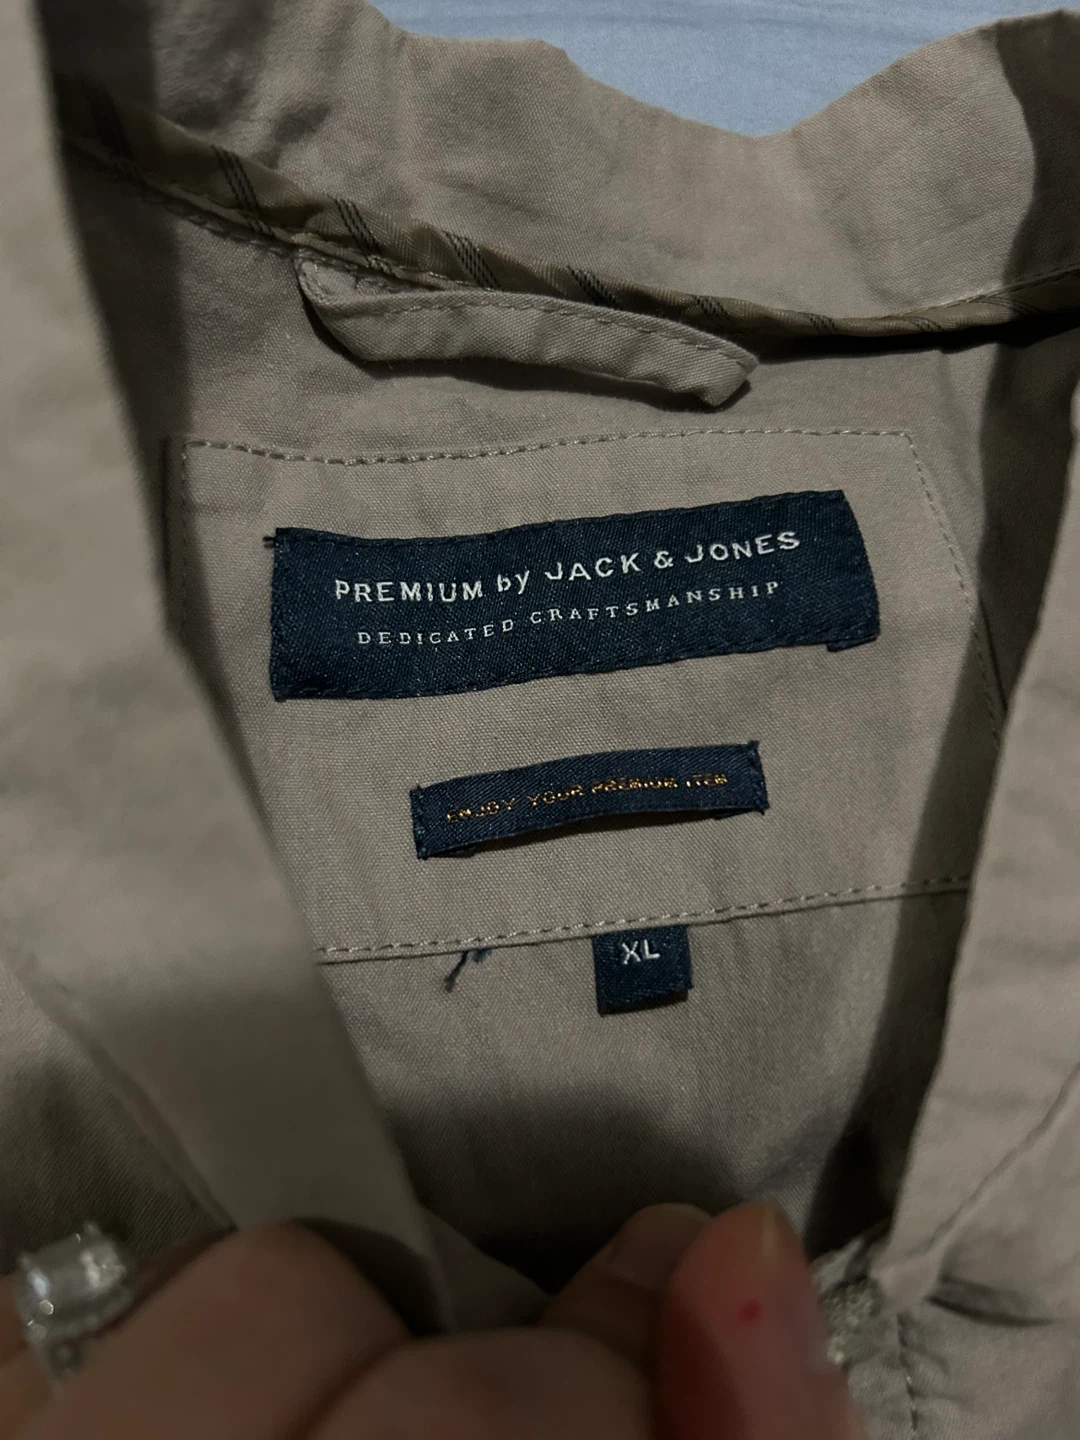 PREMIUM by JACK & JONES
DEDICATED CRAFTSMANSHIP
ENJOY YOUR PREMIUM ITEM
XL